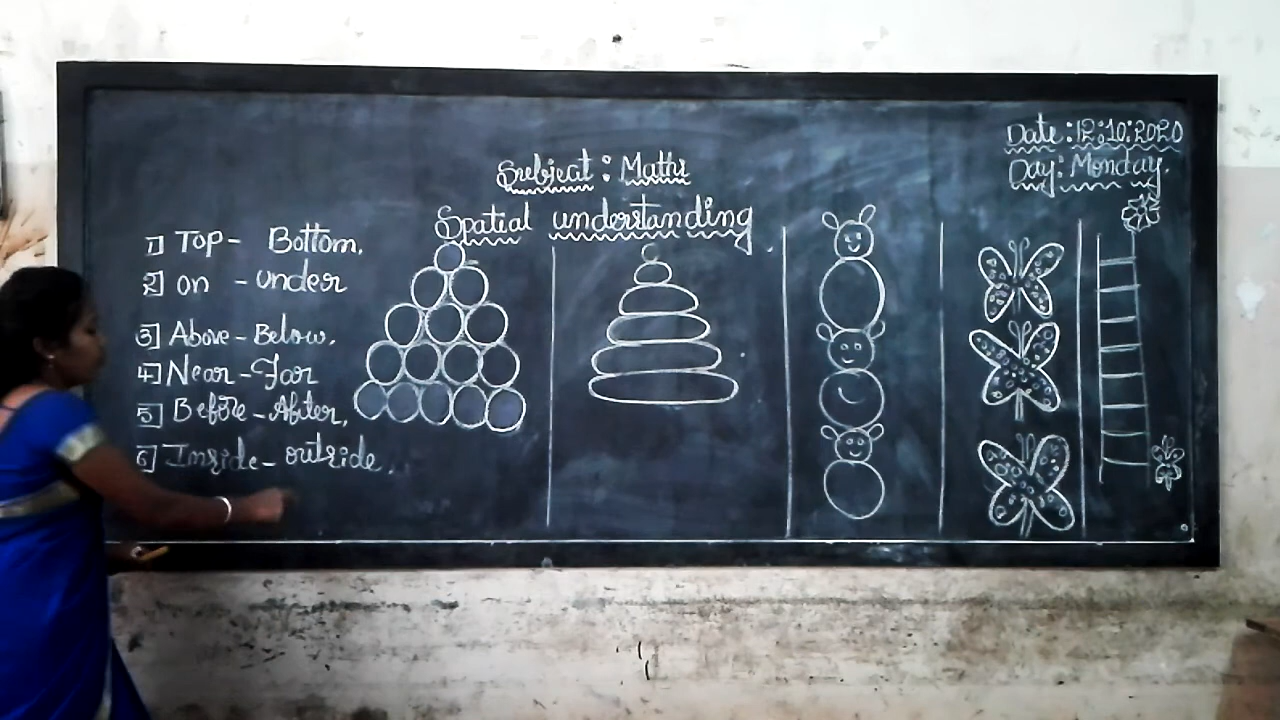 Date:12:10:2020
Day: Monday.
Subject: Maths
Spatial understanding
1] Top- Bottom.
2] on - under
3] Above - Below.
4] Near - Far
5] Before - After.
6] Inside - outside.